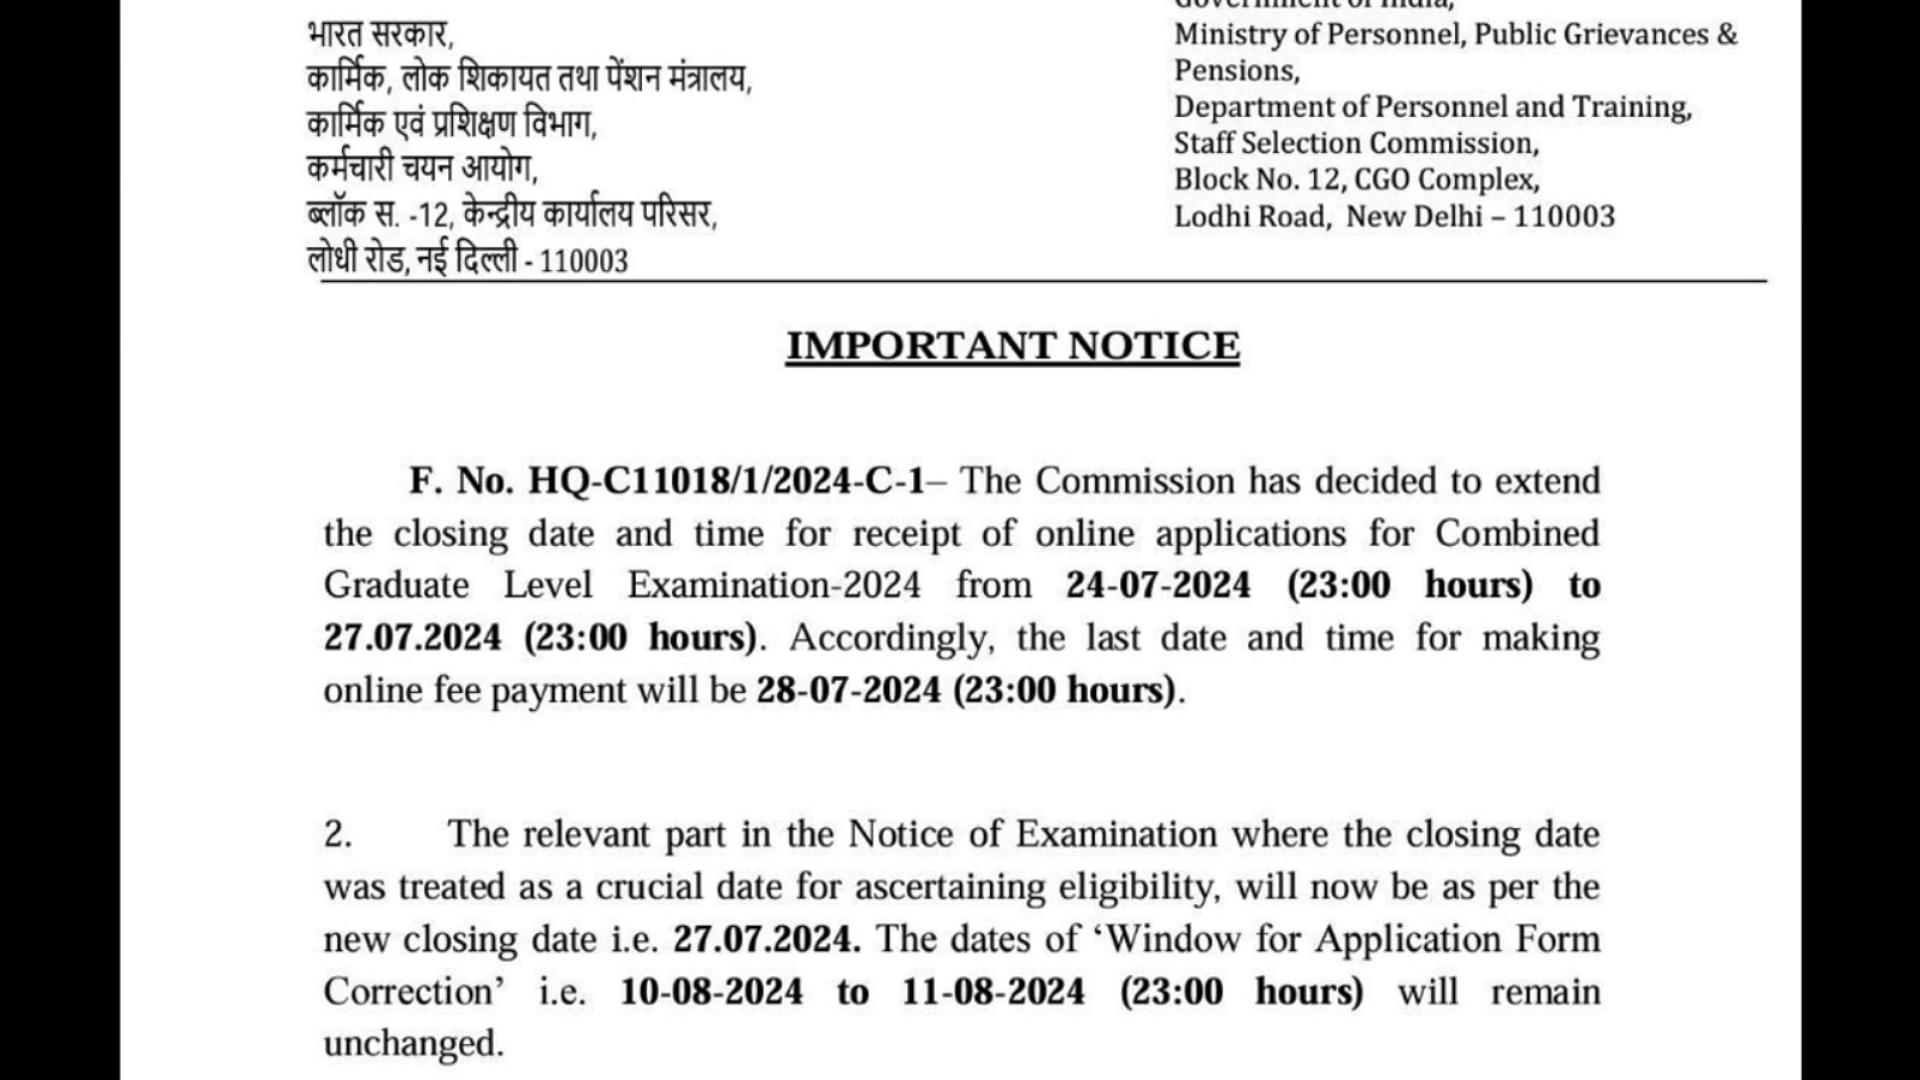 भारत सरकार,
कार्मिक, लोक शिकायत तथा पेंशन मंत्रालय,
कार्मिक एवं प्रशिक्षण विभाग,
कर्मचारी चयन आयोग,
ब्लॉक स. -12, केन्द्रीय कार्यालय परिसर,
लोधी रोड, नई दिल्ली - 110003
Government of India,
Ministry of Personnel, Public Grievances &
Pensions,
Department of Personnel and Training,
Staff Selection Commission,
Block No. 12, CGO Complex,
Lodhi Road, New Delhi – 110003
IMPORTANT NOTICE
F. No. HQ-C11018/1/2024-C-1– The Commission has decided to extend
the closing date and time for receipt of online applications for Combined
Graduate Level Examination-2024 from 24-07-2024 (23:00 hours) to
27.07.2024 (23:00 hours). Accordingly, the last date and time for making
online fee payment will be 28-07-2024 (23:00 hours).
2. The relevant part in the Notice of Examination where the closing date
was treated as a crucial date for ascertaining eligibility, will now be as per the
new closing date i.e. 27.07.2024. The dates of ‘Window for Application Form
Correction’ i.e. 10-08-2024 to 11-08-2024 (23:00 hours) will remain
unchanged.